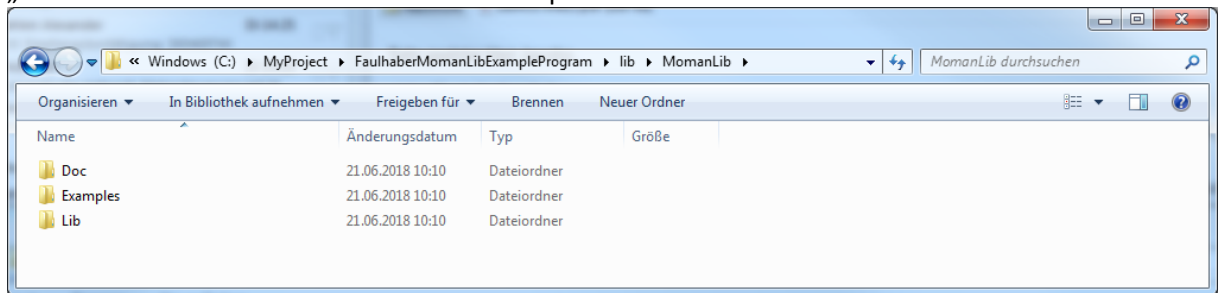 „
« Windows (C:) ▸ MyProject ▸ FaulhaberMomanLibExampleProgram ▸ lib ▸ MomanLib ▸ MomanLib durchsuchen
Organisieren In Bibliothek aufnehmen Freigeben für Brennen Neuer Ordner
Name Änderungsdatum Typ Größe
Doc 21.06.2018 10:10 Dateiordner
Examples 21.06.2018 10:10 Dateiordner
Lib 21.06.2018 10:10 Dateiordner